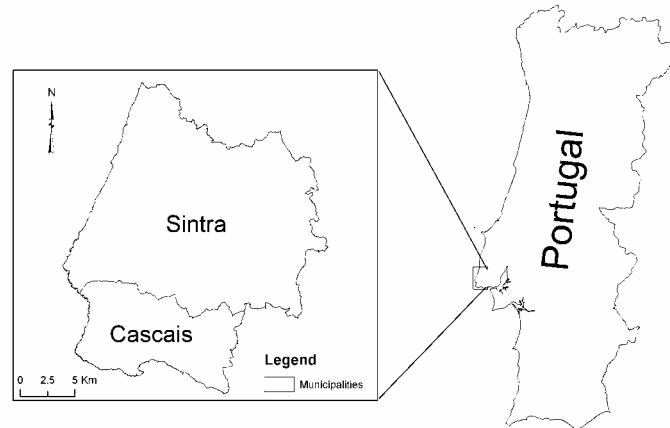 N
Sintra
Cascais
Legend
Municipalities
0 2.5 5 Km
Portugal